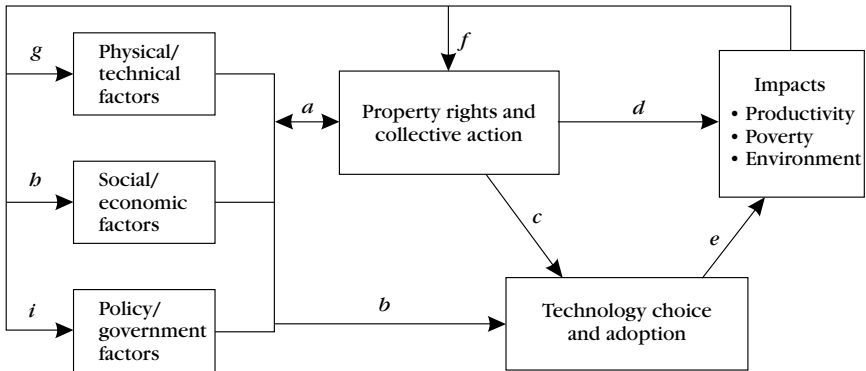 g
Physical/
technical
factors
h
Social/
economic
factors
i
Policy/
government
factors
a
b
f
Property rights and
collective action
c
d
e
Technology choice
and adoption
Impacts
• Productivity
• Poverty
• Environment